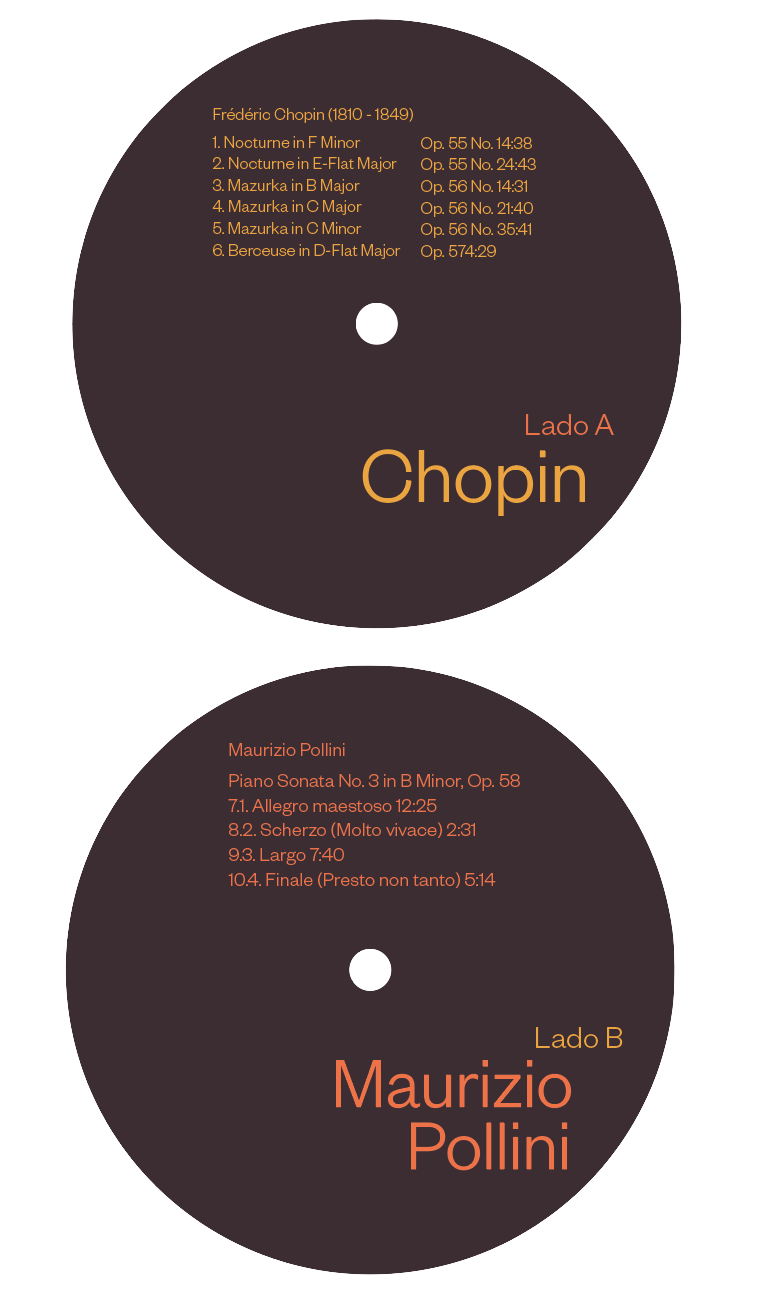 Frédéric Chopin (1810 - 1849)
1. Nocturne in F Minor Op. 55 No. 14:38
2. Nocturne in E-Flat Major Op. 55 No. 24:43
3. Mazurka in B Major Op. 56 No. 14:31
4. Mazurka in C Major Op. 56 No. 21:40
5. Mazurka in C Minor Op. 56 No. 35:41
6. Berceuse in D-Flat Major Op. 574:29
Lado A
Chopin
Maurizio Pollini
Piano Sonata No. 3 in B Minor, Op. 58
7.1. Allegro maestoso 12:25
8.2. Scherzo (Molto vivace) 2:31
9.3. Largo 7:40
10.4. Finale (Presto non tanto) 5:14
Lado B
Maurizio
Pollini